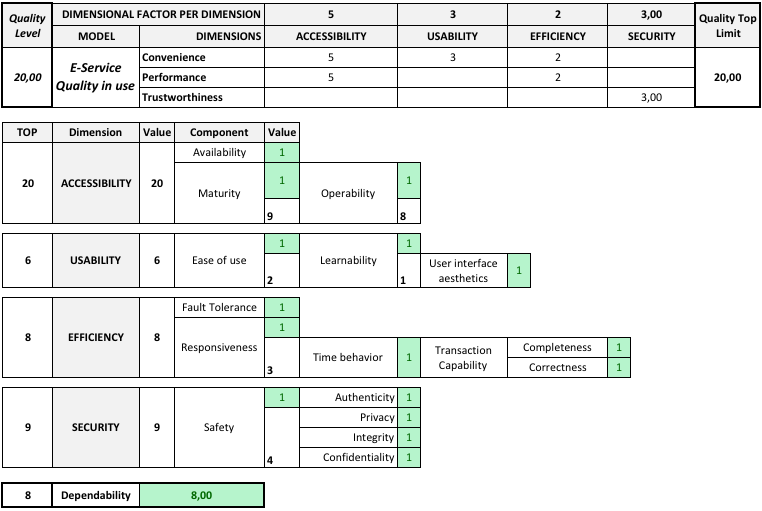 Quality Level DIMENSIONAL FACTOR PER DIMENSION 5 3 2 3,00 Quality Top Limit
MODEL DIMENSIONS ACCESSIBILITY USABILITY EFFICIENCY SECURITY
20,00 E-Service Quality in use Convenience 5 3 2 20,00
Performance 5 2
Trustworthiness 3,00
TOP Dimension Value Component Value
20 ACCESSIBILITY 20 Availability 1
Maturity 1 Operability 1
9 8
6 USABILITY 6 Ease of use 1 Learnability 1
2 1 User interface aesthetics 1
8 EFFICIENCY 8 Fault Tolerance 1
Responsiveness 1
3 Time behavior 1 Transaction Capability Completeness 1
Correctness 1
9 SECURITY 9 Safety 1 Authenticity 1
Privacy 1
Integrity 1
4 Confidentiality 1
8 Dependability 8,00